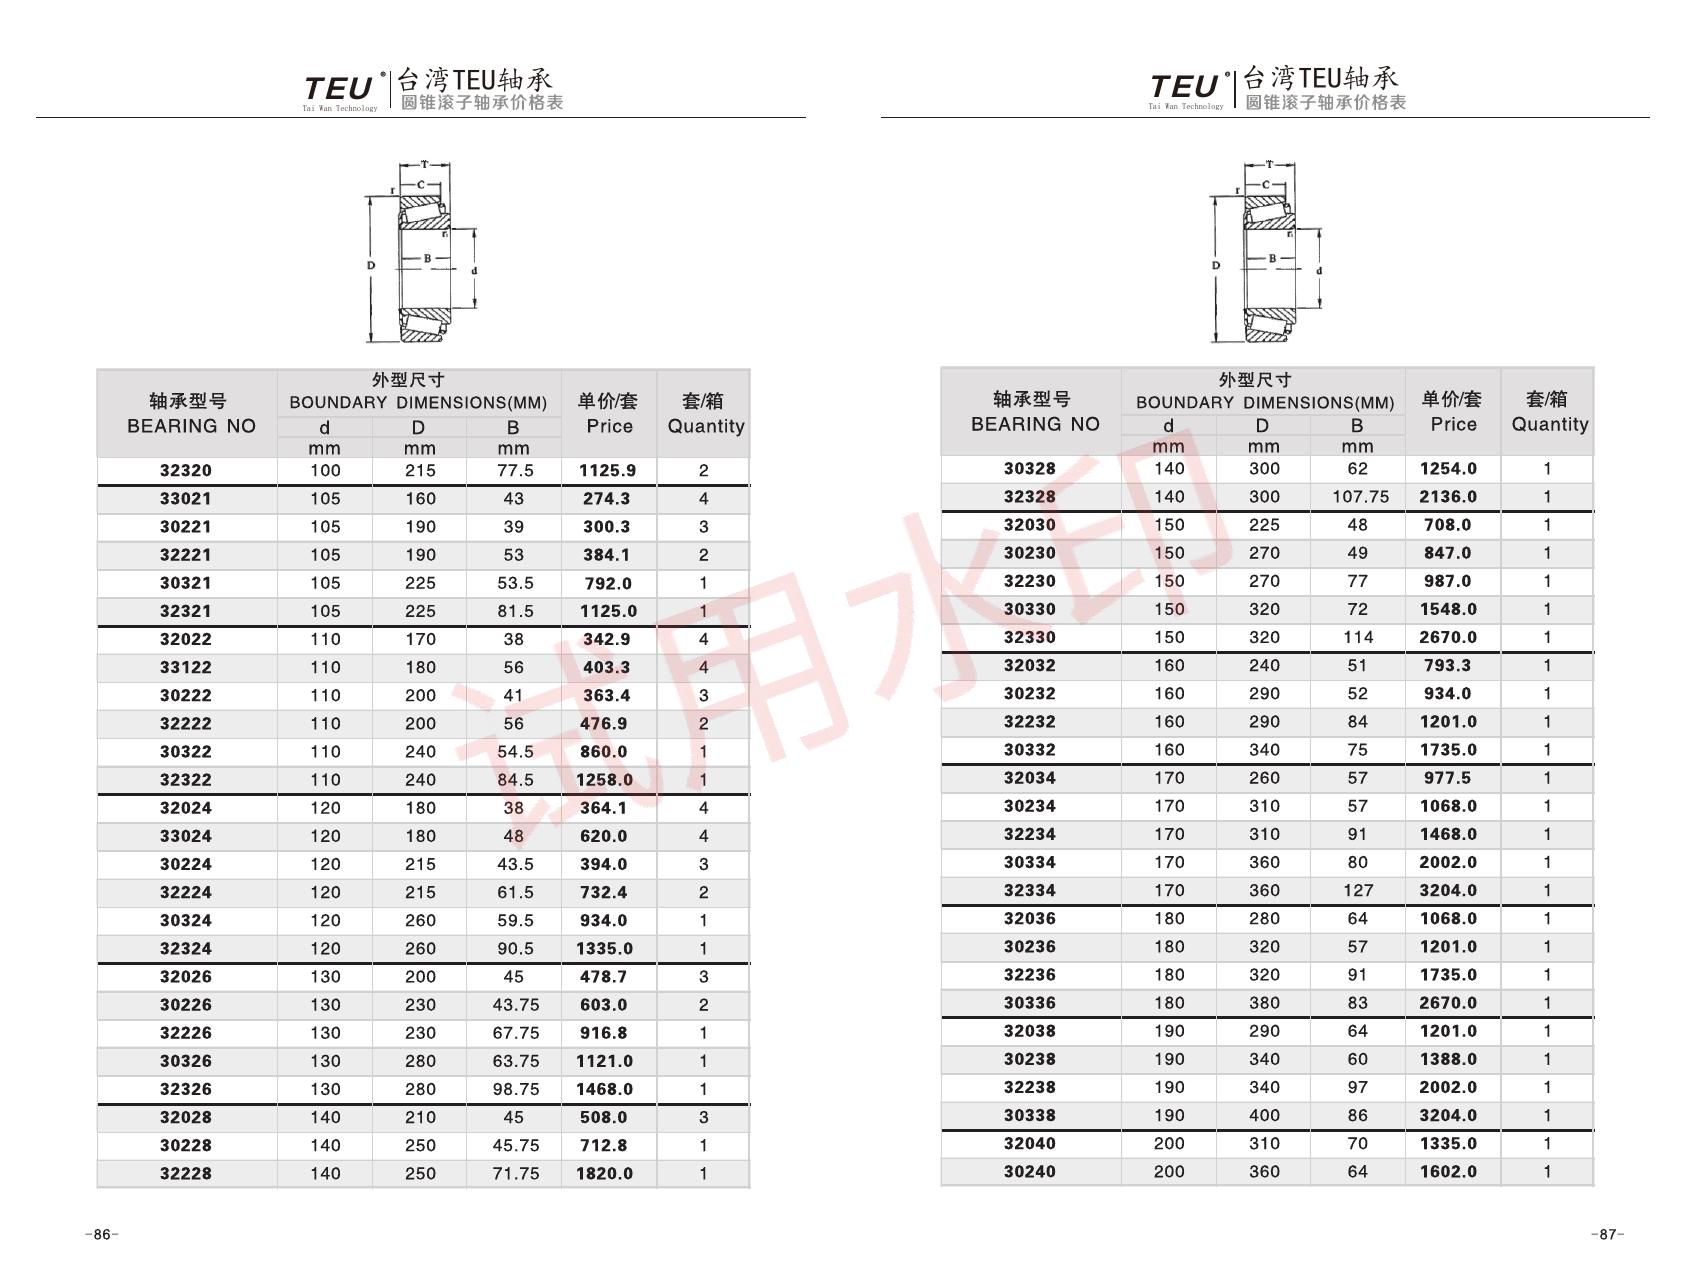 TEU ® 台湾TEU轴承
Tai Wan Technology 圆锥滚子轴承价格表
T
C
r
r₁
D
B
d
轴承型号 外型尺寸 单价/套 套/箱
BEARING NO BOUNDARY DIMENSIONS(MM) Price Quantity
d D B
mm mm mm
32320 100 215 77.5 1125.9 2
33021 105 160 43 274.3 4
30221 105 190 39 300.3 3
32221 105 190 53 384.1 2
30321 105 225 53.5 792.0 1
32321 105 225 81.5 1125.0 1
32022 110 170 38 342.9 4
33122 110 180 56 403.3 4
30222 110 200 41 363.4 3
32222 110 200 56 476.9 2
30322 110 240 54.5 860.0 1
32322 110 240 84.5 1258.0 1
32024 120 180 38 364.1 4
33024 120 180 48 620.0 4
30224 120 215 43.5 394.0 3
32224 120 215 61.5 732.4 2
30324 120 260 59.5 934.0 1
32324 120 260 90.5 1335.0 1
32026 130 200 45 478.7 3
30226 130 230 43.75 603.0 2
32226 130 230 67.75 916.8 1
30326 130 280 63.75 1121.0 1
32326 130 280 98.75 1468.0 1
32028 140 210 45 508.0 3
30228 140 250 45.75 712.8 1
32228 140 250 71.75 1820.0 1
-86-
TEU ® 台湾TEU轴承
Tai Wan Technology 圆锥滚子轴承价格表
T
C
r
r₁
D
B
d
轴承型号 外型尺寸 单价/套 套/箱
BEARING NO BOUNDARY DIMENSIONS(MM) Price Quantity
d D B
mm mm mm
30328 140 300 62 1254.0 1
32328 140 300 107.75 2136.0 1
32030 150 225 48 708.0 1
30230 150 270 49 847.0 1
32230 150 270 77 987.0 1
30330 150 320 72 1548.0 1
32330 150 320 114 2670.0 1
32032 160 240 51 793.3 1
30232 160 290 52 934.0 1
32232 160 290 84 1201.0 1
30332 160 340 75 1735.0 1
32034 170 260 57 977.5 1
30234 170 310 57 1068.0 1
32234 170 310 91 1468.0 1
30334 170 360 80 2002.0 1
32334 170 360 127 3204.0 1
32036 180 280 64 1068.0 1
30236 180 320 57 1201.0 1
32236 180 320 91 1735.0 1
30336 180 380 83 2670.0 1
32038 190 290 64 1201.0 1
30238 190 340 60 1388.0 1
32238 190 340 97 2002.0 1
30338 190 400 86 3204.0 1
32040 200 310 70 1335.0 1
30240 200 360 64 1602.0 1
-87-
试用水印